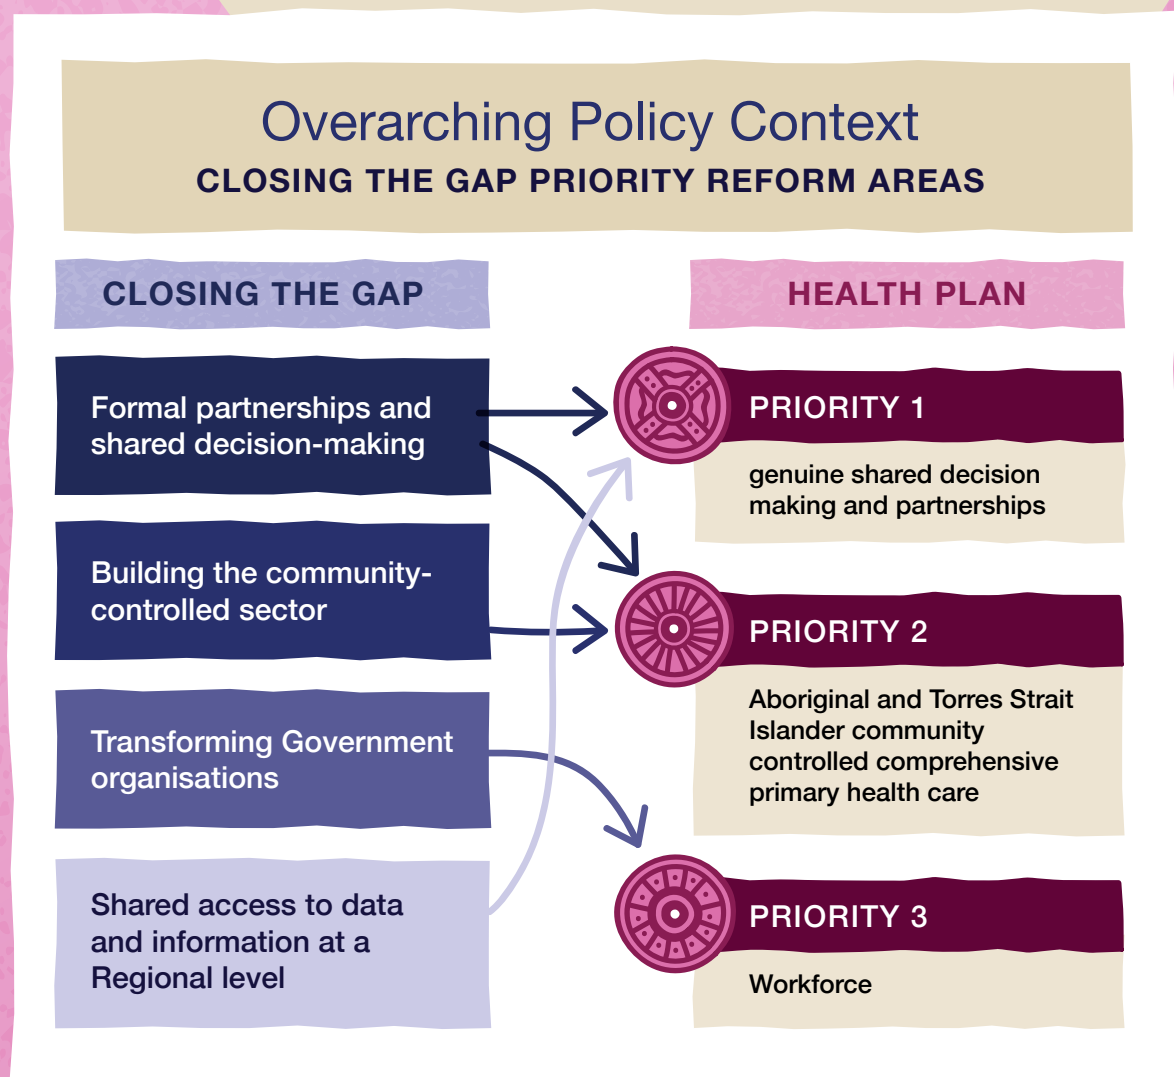 Overarching Policy Context
CLOSING THE GAP PRIORITY REFORM AREAS
CLOSING THE GAP
Formal partnerships and
shared decision-making
Building the community-
controlled sector
Transforming Government
organisations
Shared access to data
and information at a
Regional level
HEALTH PLAN
PRIORITY 1
genuine shared decision
making and partnerships
PRIORITY 2
Aboriginal and Torres Strait
Islander community
controlled comprehensive
primary health care
PRIORITY 3
Workforce